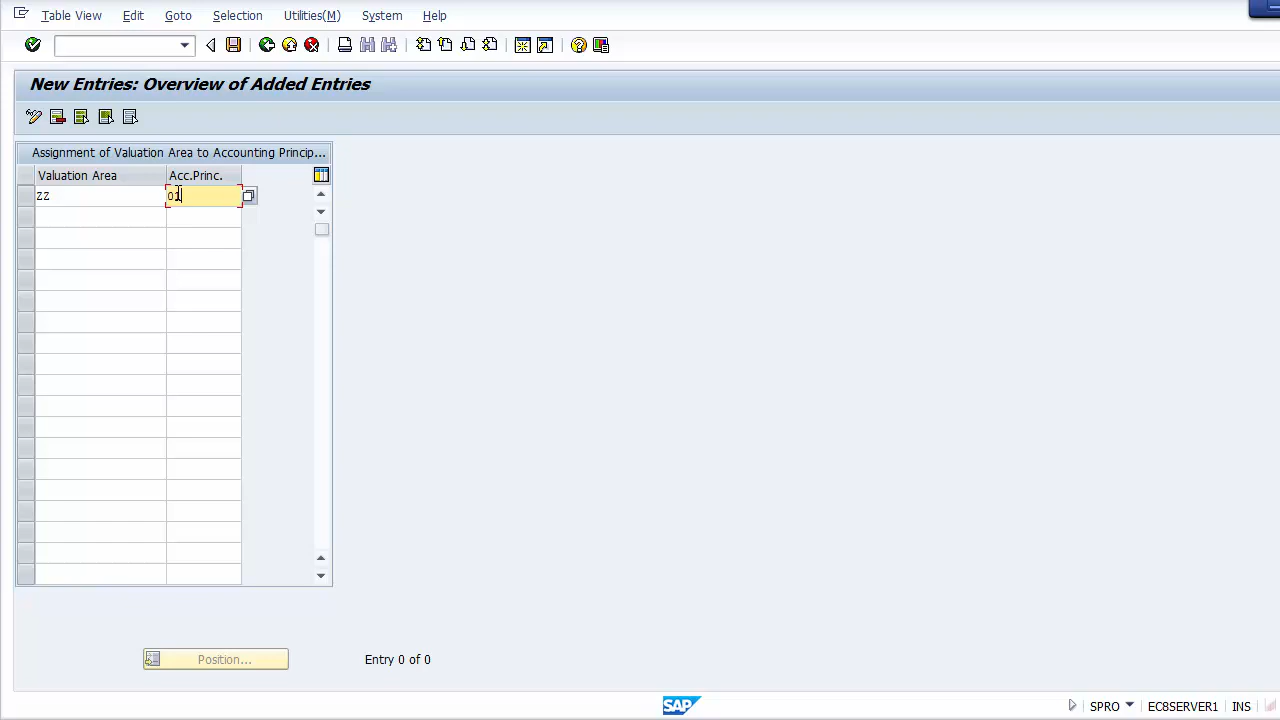 Table View Edit Goto Selection Utilities(M) System Help
New Entries: Overview of Added Entries
Assignment of Valuation Area to Accounting Princip...
Valuation Area Acc.Princ.
ZZ 01
Position... Entry 0 of 0
SAP SPRO EC8SERVER1 INS